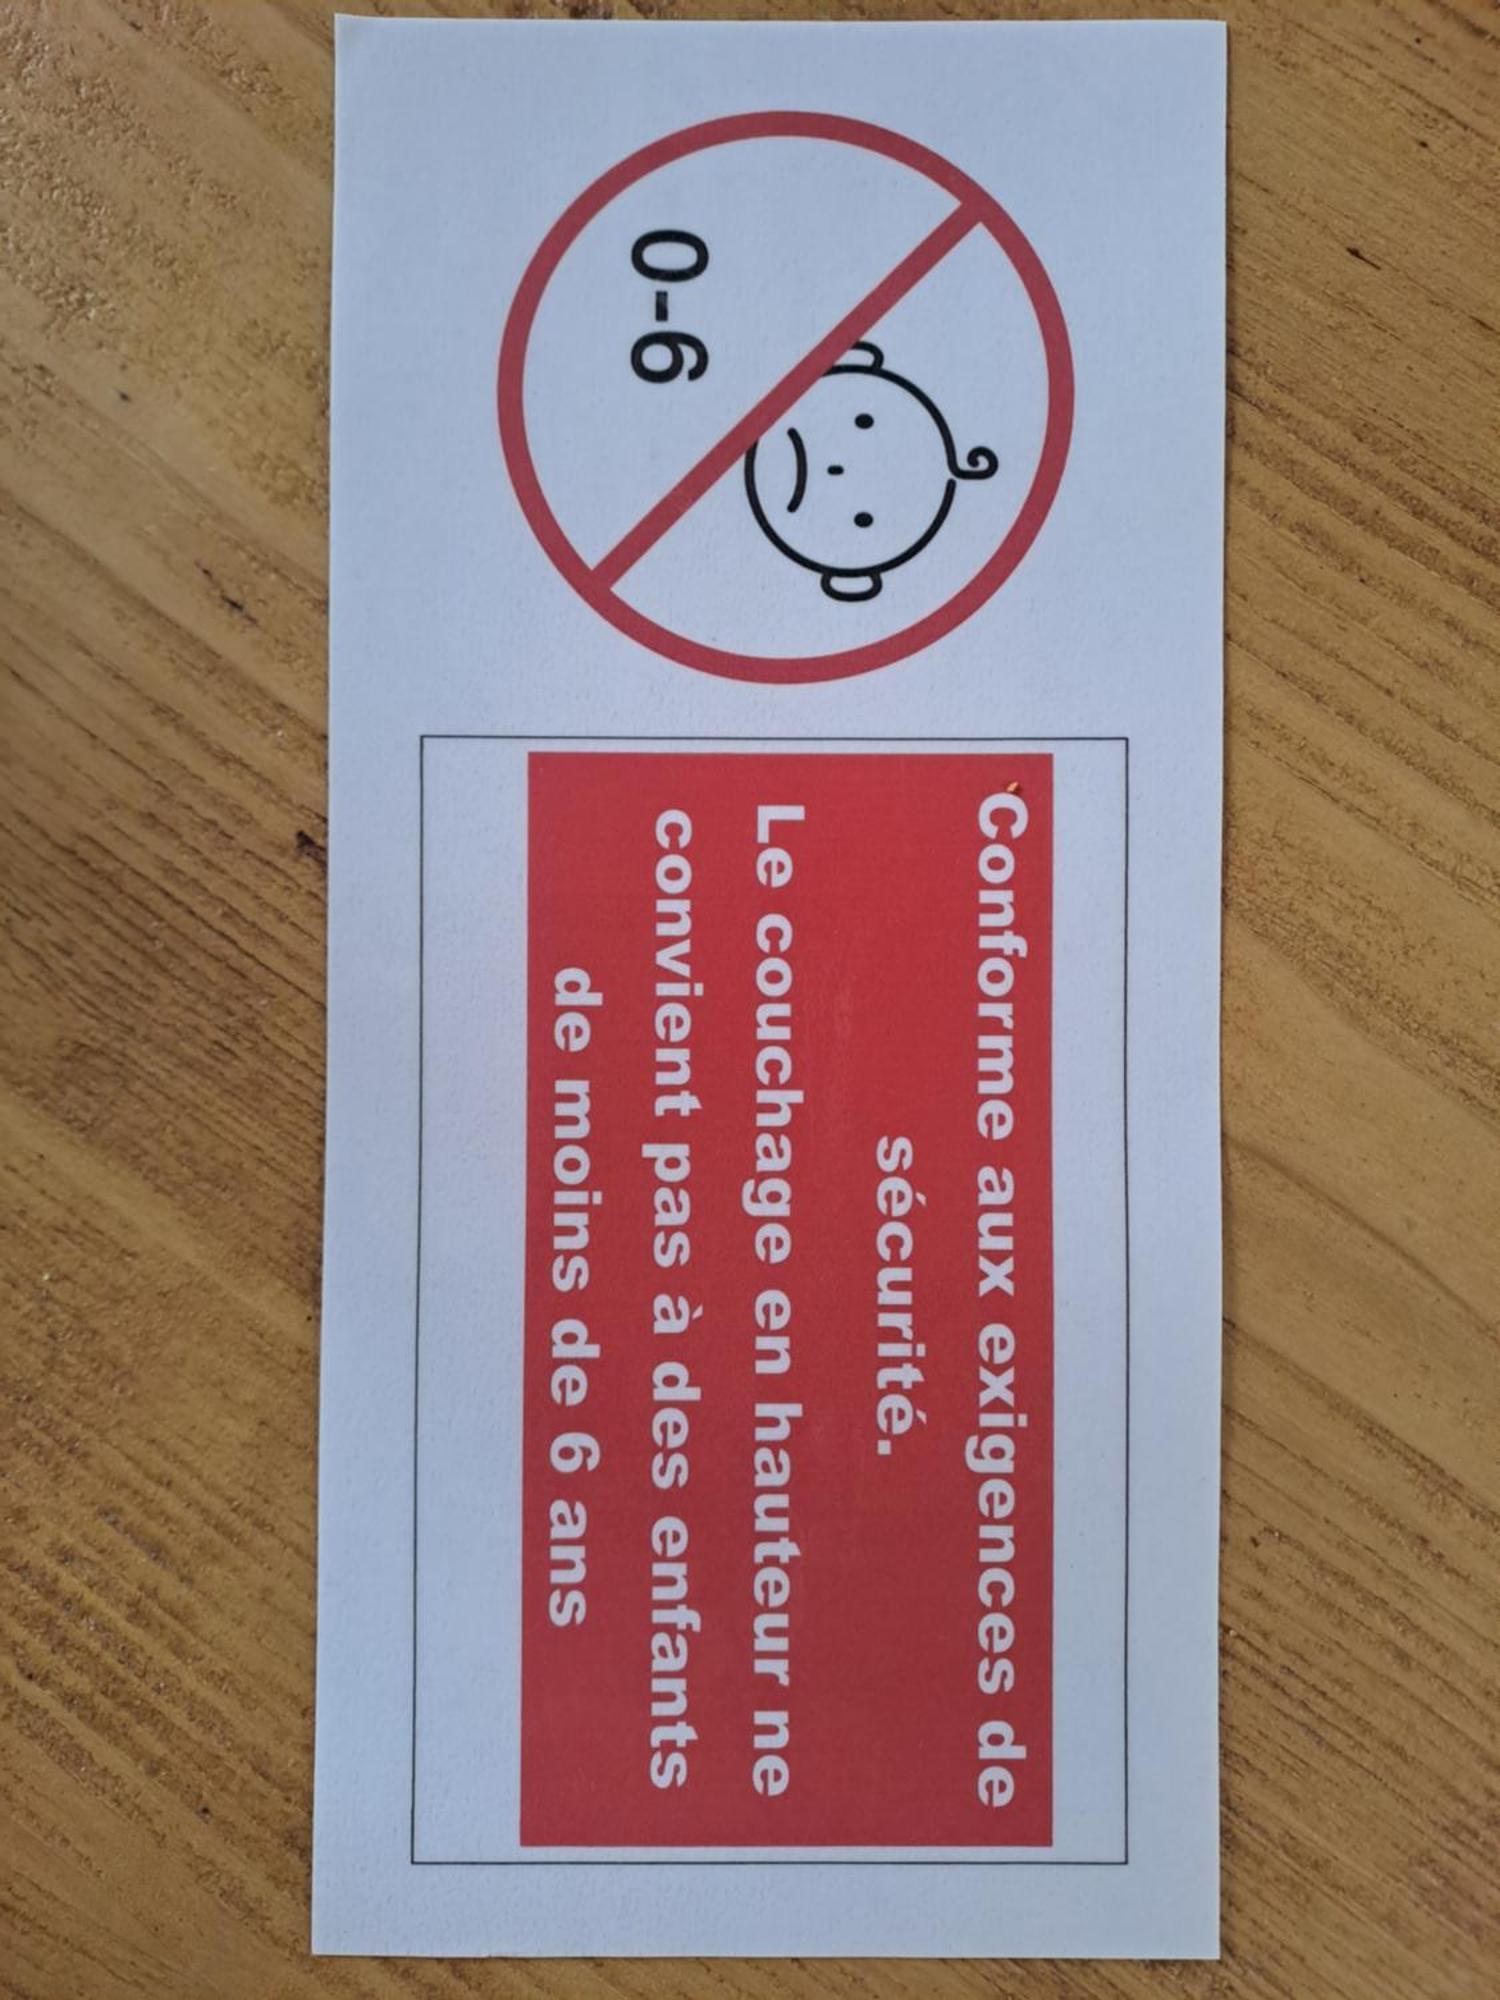 0-6
Conforme aux exigences de
sécurité.
Le couchage en hauteur ne
convient pas à des enfants
de moins de 6 ans